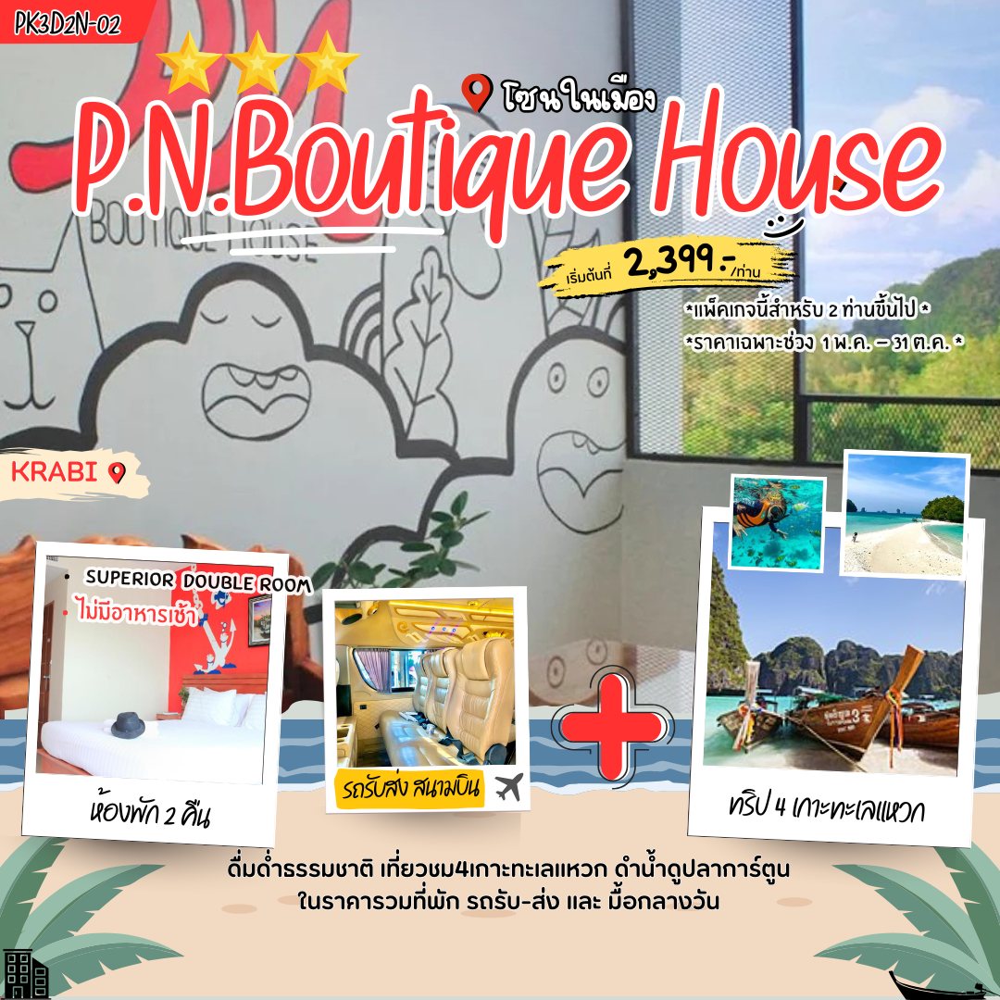 PK3D2N-02
โซนในเมือง
P.N.Boutique House
BOUTIQUE HOUSE
เริ่มต้นที่ 2,399.-/ท่าน
*แพ็คเกจนี้สำหรับ 2 ท่านขึ้นไป *
*ราคาเฉพาะช่วง 1 พ.ค. – 31 ต.ค. *
KRABI
• SUPERIOR DOUBLE ROOM
• ไม่มีอาหารเช้า
ห้องพัก 2 คืน
รถรับส่ง สนามบิน
ทริป 4 เกาะทะเลแหวก
ดื่มด่ำธรรมชาติ เที่ยวชม4เกาะทะเลแหวก ดำน้ำดูปลาการ์ตูน
ในราคารวมที่พัก รถรับ-ส่ง และ มื้อกลางวัน